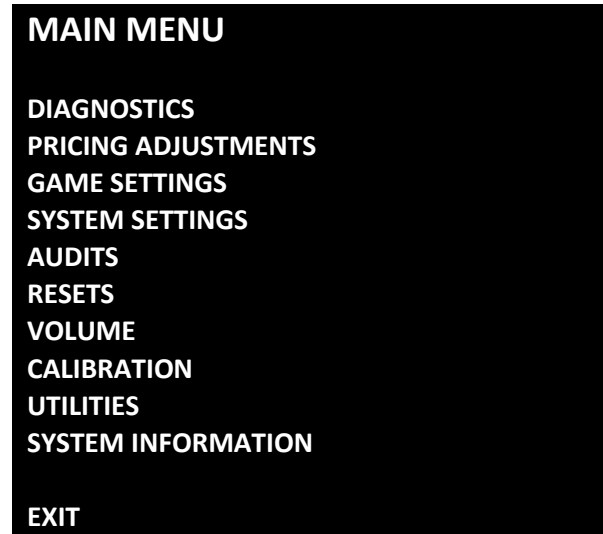 MAIN MENU
DIAGNOSTICS
PRICING ADJUSTMENTS
GAME SETTINGS
SYSTEM SETTINGS
AUDITS
RESETS
VOLUME
CALIBRATION
UTILITIES
SYSTEM INFORMATION
EXIT